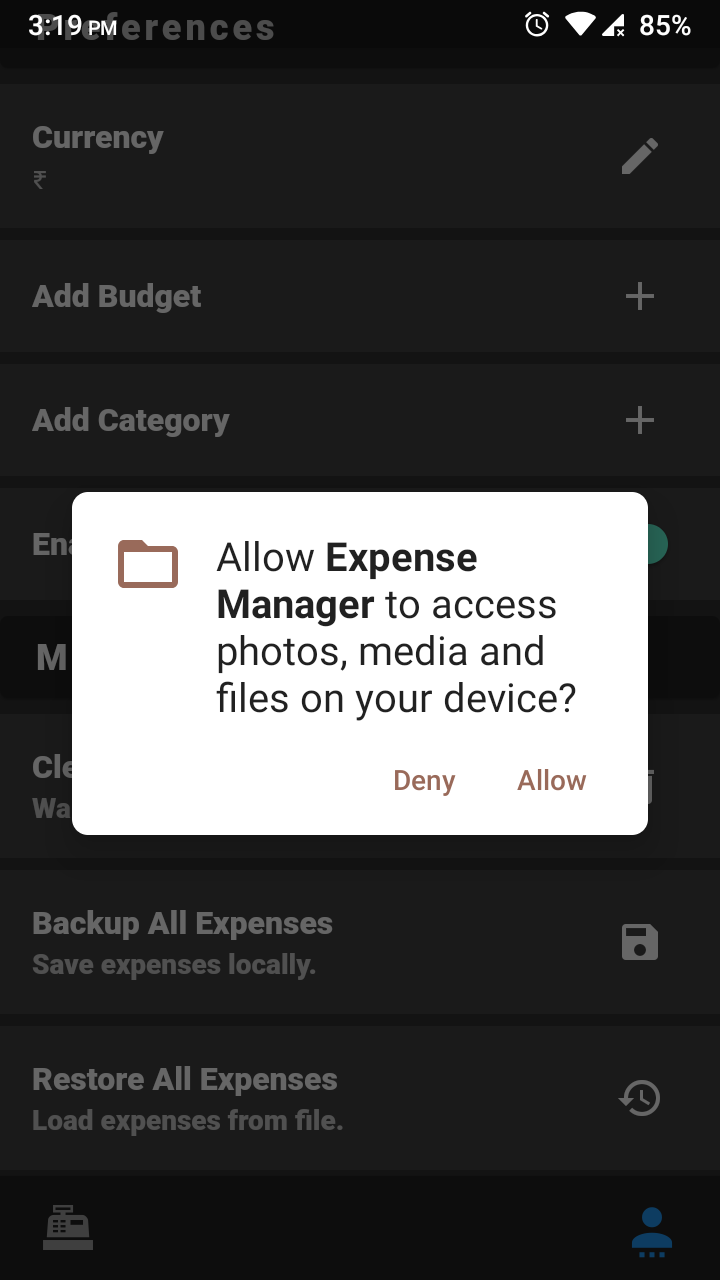 3:19 PM 85%
Preferences
Currency
₹
Add Budget
Add Category
Allow Expense
Manager to access
photos, media and
files on your device?
Deny Allow
Backup All Expenses
Save expenses locally.
Restore All Expenses
Load expenses from file.